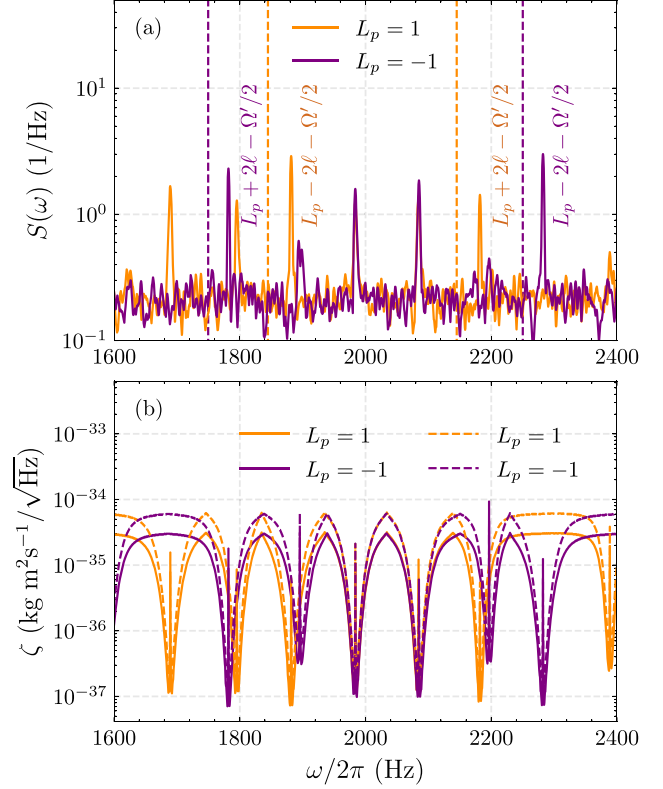 (a)
L_p = 1
L_p = −1
L_p + 2ℓ − Ω′/2
L_p − 2ℓ − Ω′/2
L_p + 2ℓ − Ω′/2
L_p − 2ℓ − Ω′/2
S(ω) (1/Hz)
10^1
10^0
10^−1
1600 1800 2000 2200 2400
(b)
L_p = 1 L_p = 1
L_p = −1 L_p = −1
ζ (kg m²s⁻¹/√Hz)
10^−33
10^−34
10^−35
10^−36
10^−37
1600 1800 2000 2200 2400
ω/2π (Hz)